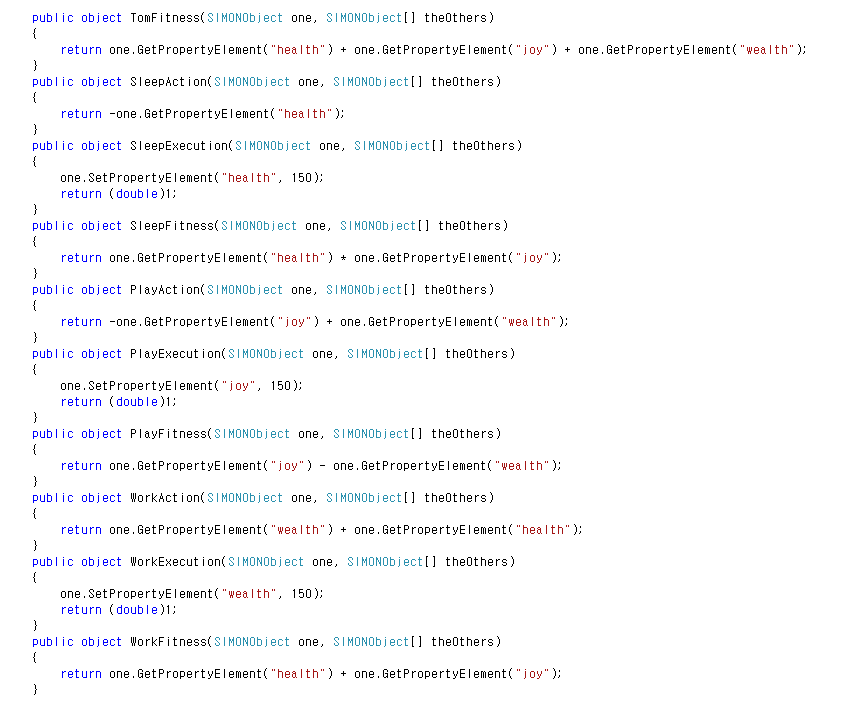 public object TomFitness(SIMONObject one, SIMONObject[] theOthers)
{
    return one.GetPropertyElement("health") + one.GetPropertyElement("joy") + one.GetPropertyElement("wealth");
}
public object SleepAction(SIMONObject one, SIMONObject[] theOthers)
{
    return -one.GetPropertyElement("health");
}
public object SleepExecution(SIMONObject one, SIMONObject[] theOthers)
{
    one.SetPropertyElement("health", 150);
    return (double)1;
}
public object SleepFitness(SIMONObject one, SIMONObject[] theOthers)
{
    return one.GetPropertyElement("health") * one.GetPropertyElement("joy");
}
public object PlayAction(SIMONObject one, SIMONObject[] theOthers)
{
    return -one.GetPropertyElement("joy") + one.GetPropertyElement("wealth");
}
public object PlayExecution(SIMONObject one, SIMONObject[] theOthers)
{
    one.SetPropertyElement("joy", 150);
    return (double)1;
}
public object PlayFitness(SIMONObject one, SIMONObject[] theOthers)
{
    return one.GetPropertyElement("joy") - one.GetPropertyElement("wealth");
}
public object WorkAction(SIMONObject one, SIMONObject[] theOthers)
{
    return one.GetPropertyElement("wealth") + one.GetPropertyElement("health");
}
public object WorkExecution(SIMONObject one, SIMONObject[] theOthers)
{
    one.SetPropertyElement("wealth", 150);
    return (double)1;
}
public object WorkFitness(SIMONObject one, SIMONObject[] theOthers)
{
    return one.GetPropertyElement("health") + one.GetPropertyElement("joy");
}